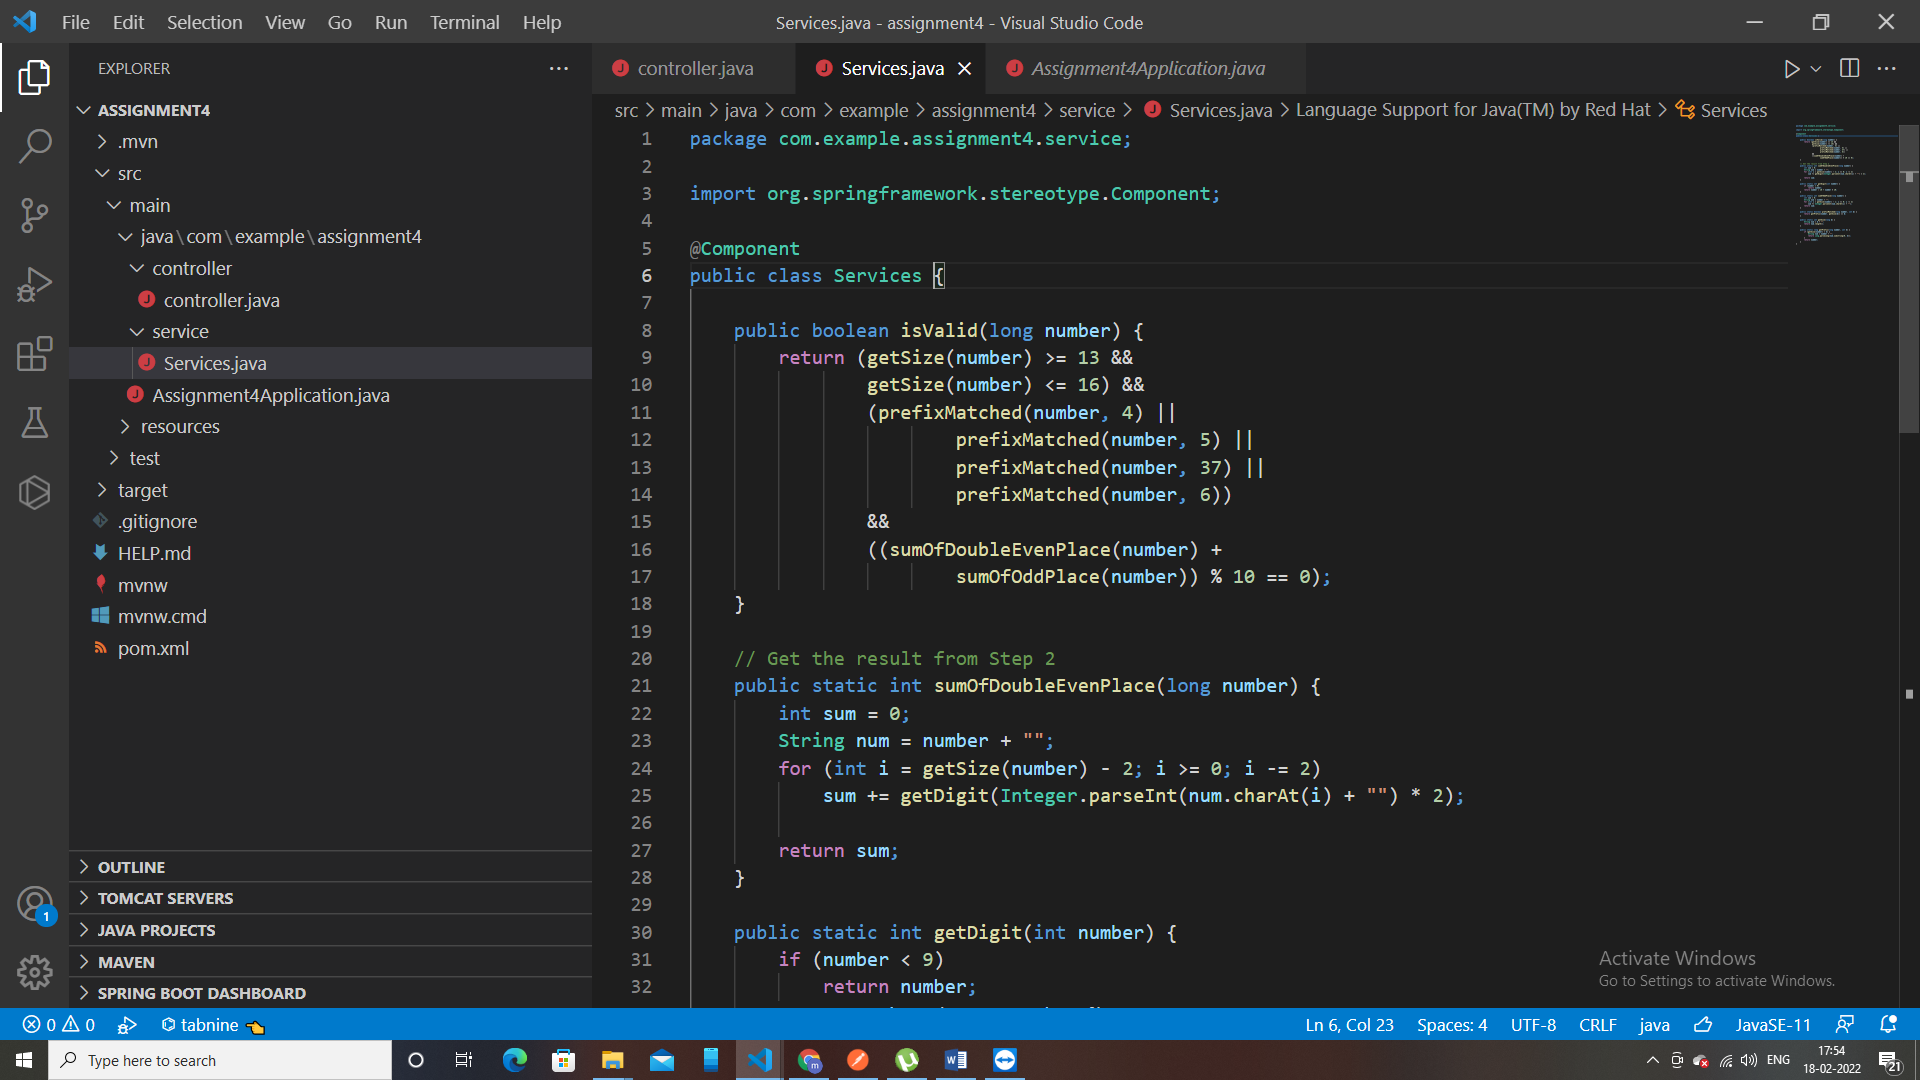 File Edit Selection View Go Run Terminal Help
Services.java - assignment4 - Visual Studio Code
EXPLORER
ASSIGNMENT4
.mvn
src
main
java\com\example\assignment4
controller
controller.java
service
Services.java
Assignment4Application.java
resources
test
target
.gitignore
HELP.md
mvnw
mvnw.cmd
pom.xml
OUTLINE
TOMCAT SERVERS
JAVA PROJECTS
MAVEN
SPRING BOOT DASHBOARD
1
controller.java Services.java Assignment4Application.java
src > main > java > com > example > assignment4 > service > Services.java > Language Support for Java(TM) by Red Hat > Services
1 package com.example.assignment4.service;
2
3 import org.springframework.stereotype.Component;
4
5 @Component
6 public class Services {
7
8 public boolean isValid(long number) {
9 return (getSize(number) >= 13 &&
10 getSize(number) <= 16) &&
11 (prefixMatched(number, 4) ||
12 prefixMatched(number, 5) ||
13 prefixMatched(number, 37) ||
14 prefixMatched(number, 6))
15 &&
16 ((sumOfDoubleEvenPlace(number) +
17 sumOfOddPlace(number)) % 10 == 0);
18 }
19
20 // Get the result from Step 2
21 public static int sumOfDoubleEvenPlace(long number) {
22 int sum = 0;
23 String num = number + "";
24 for (int i = getSize(number) - 2; i >= 0; i -= 2)
25 sum += getDigit(Integer.parseInt(num.charAt(i) + "") * 2);
26
27 return sum;
28 }
29
30 public static int getDigit(int number) {
31 if (number < 9)
32 return number;
Activate Windows
Go to Settings to activate Windows.
0 0 tabnine
Ln 6, Col 23 Spaces: 4 UTF-8 CRLF java JavaSE-11
Type here to search
ENG
17:54
18-02-2022
21